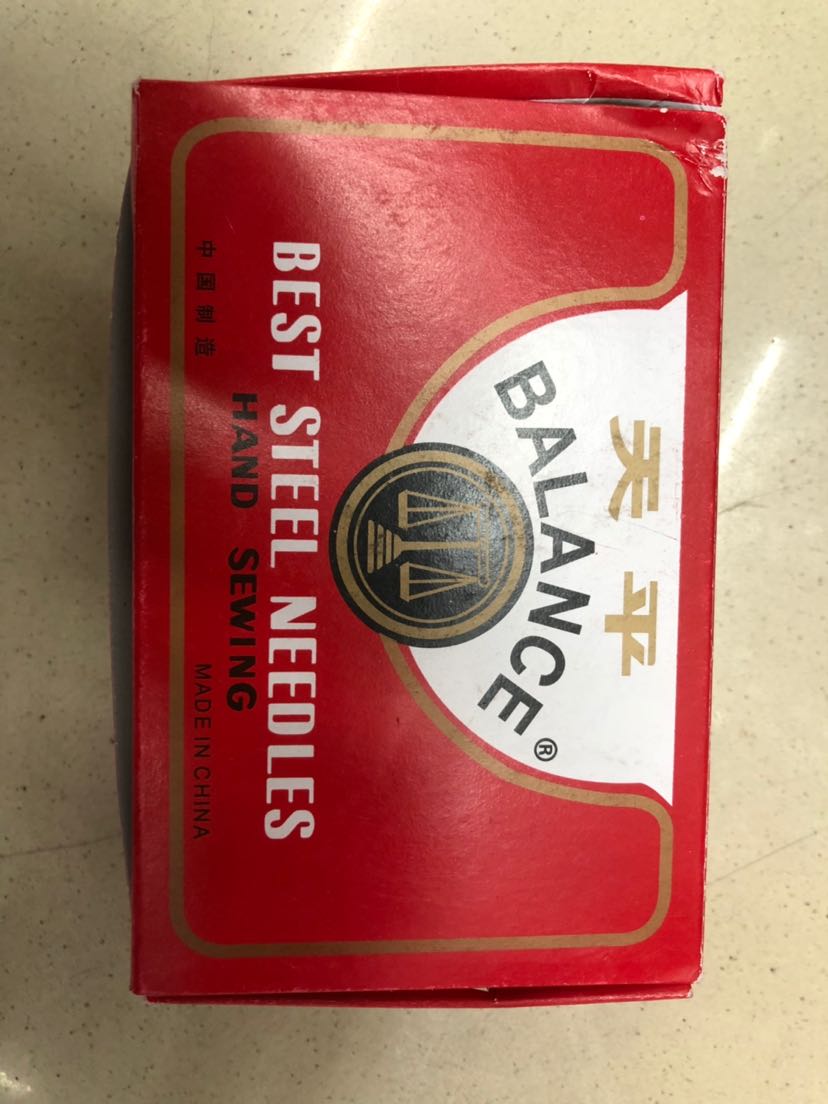 天平
BALANCE®
BEST STEEL NEEDLES
HAND SEWING
中国制造
MADE IN CHINA